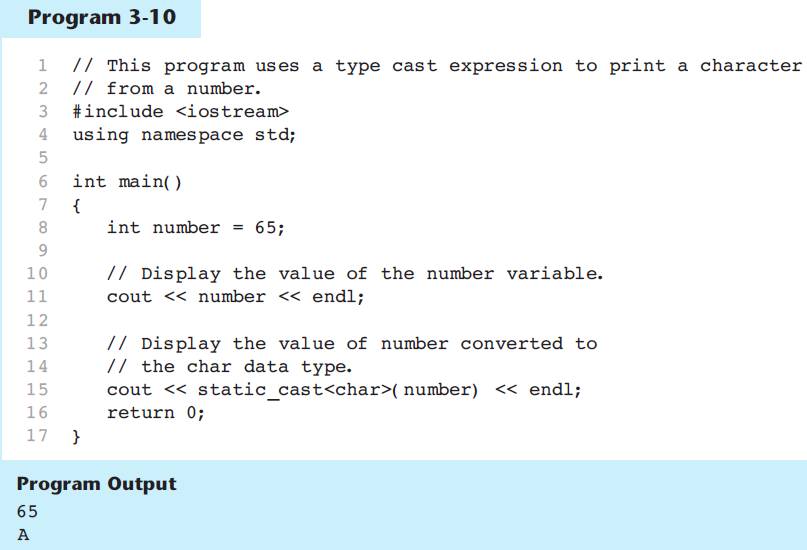 Program 3-10
1 // This program uses a type cast expression to print a character
2 // from a number.
3 #include <iostream>
4 using namespace std;
5
6 int main()
7 {
8    int number = 65;
9
10    // Display the value of the number variable.
11    cout << number << endl;
12
13    // Display the value of number converted to
14    // the char data type.
15    cout << static_cast<char>(number) << endl;
16    return 0;
17 }
Program Output
65
A